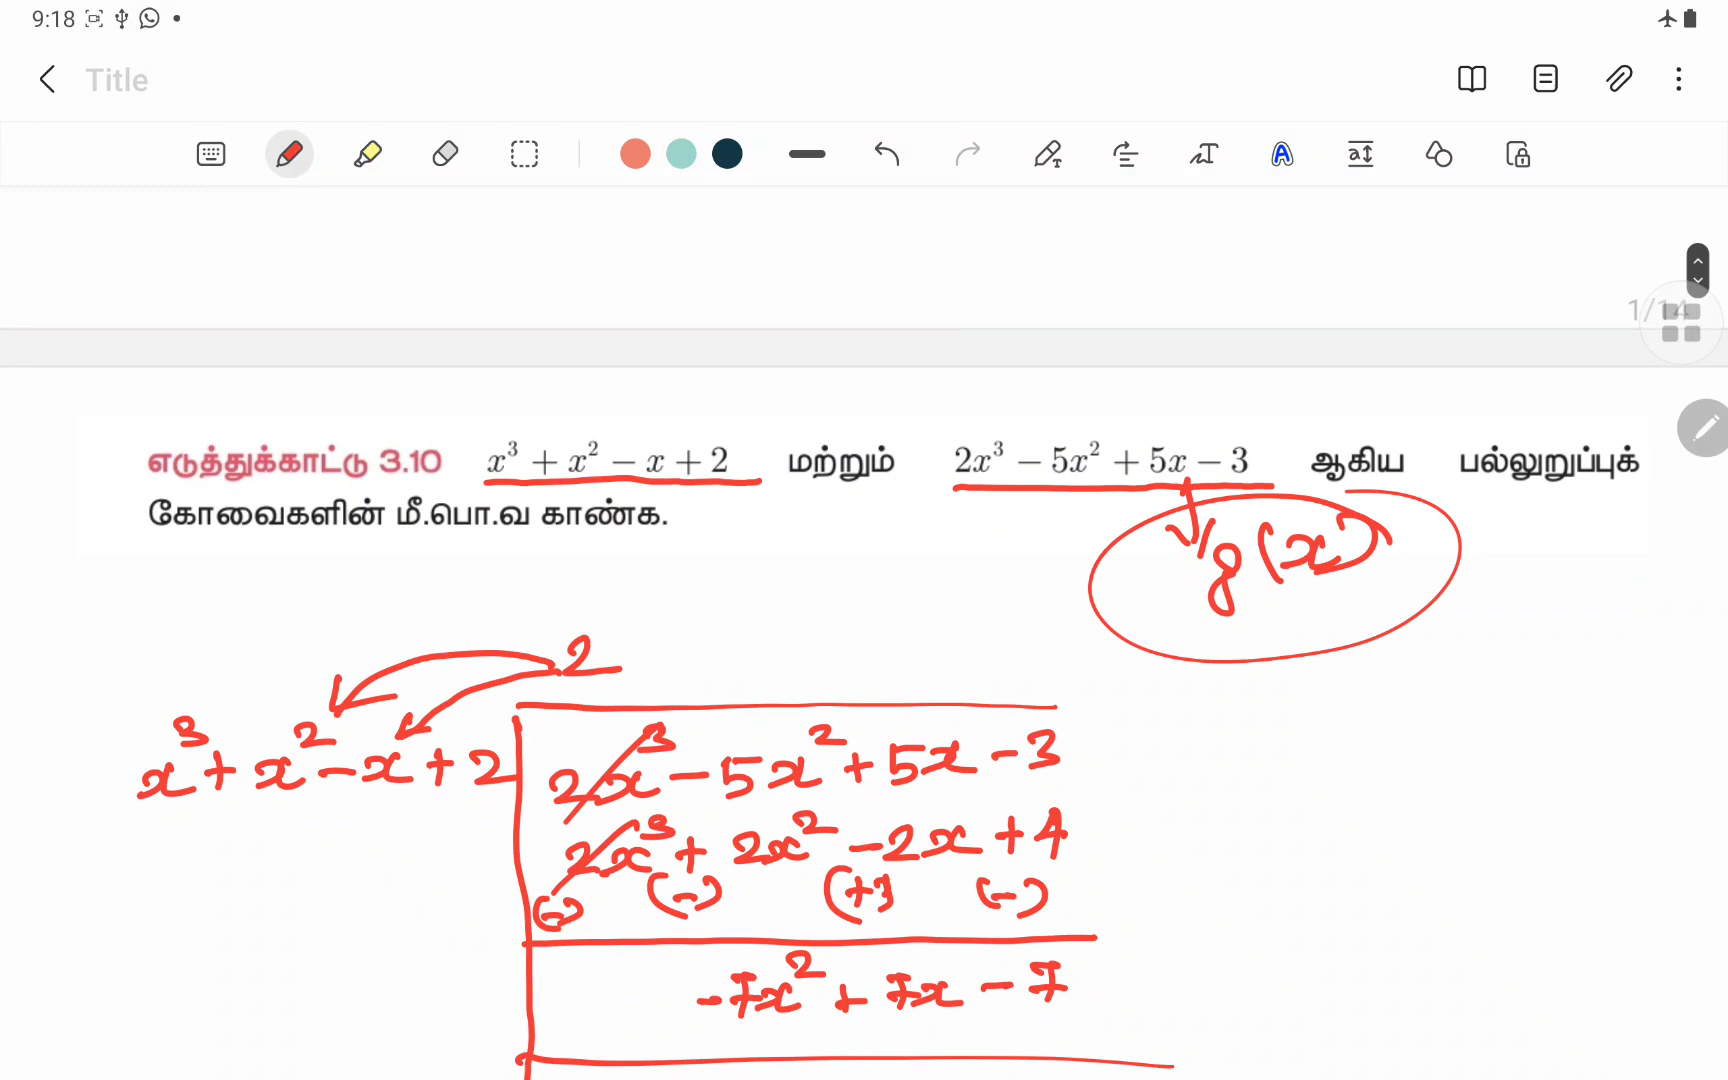 9:18
Title
1/14
எடுத்துக்காட்டு 3.10 x³ + x² − x + 2 மற்றும் 2x³ − 5x² + 5x − 3 ஆகிய பல்லுறுப்புக்
கோவைகளின் மீ.பொ.வ காண்க.
g(x)
2
x³ + x² − x + 2 2x³ − 5x² + 5x − 3
2x³ + 2x² − 2x + 4
(−) (−) (+) (−)
−7x² + 7x − 7